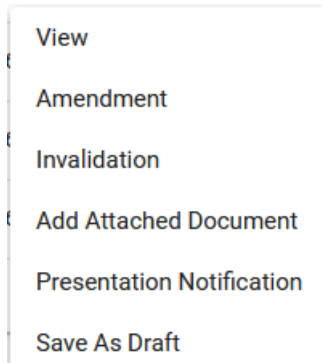 View
Amendment
Invalidation
Add Attached Document
Presentation Notification
Save As Draft